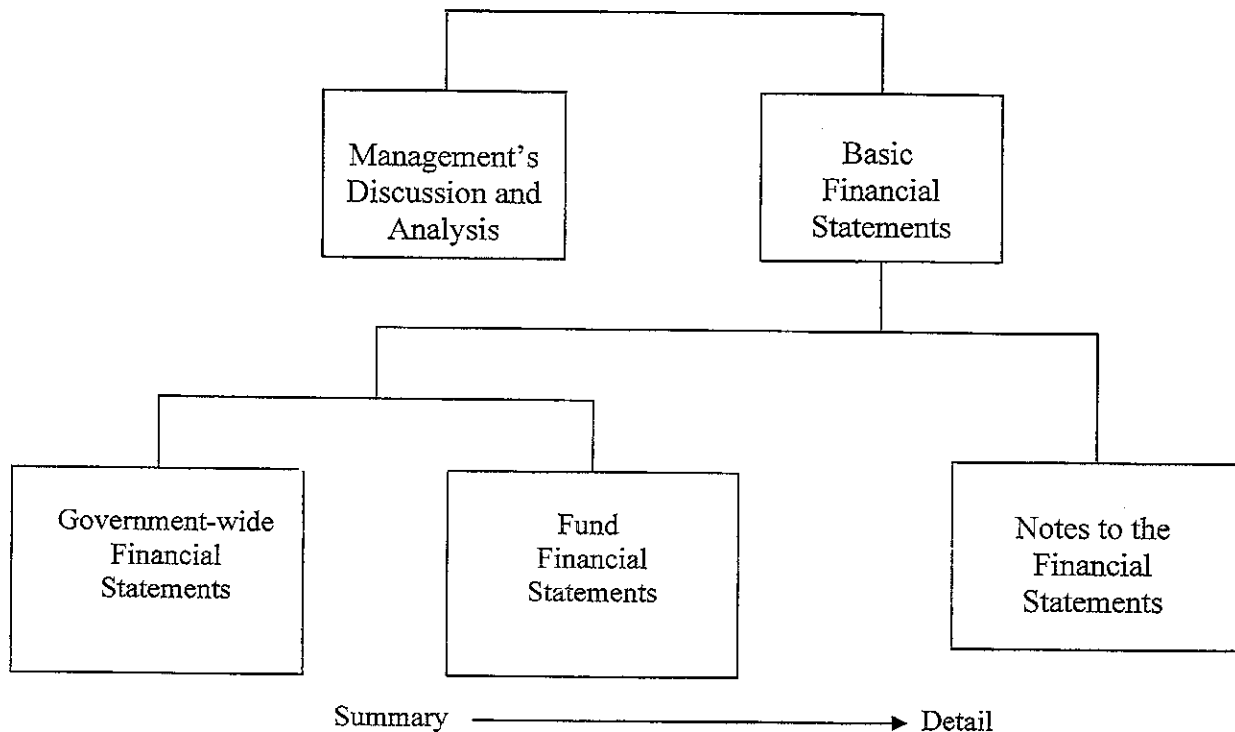 Management's
Discussion and
Analysis
Basic
Financial
Statements
Government-wide
Financial
Statements
Fund
Financial
Statements
Notes to the
Financial
Statements
Summary
Detail